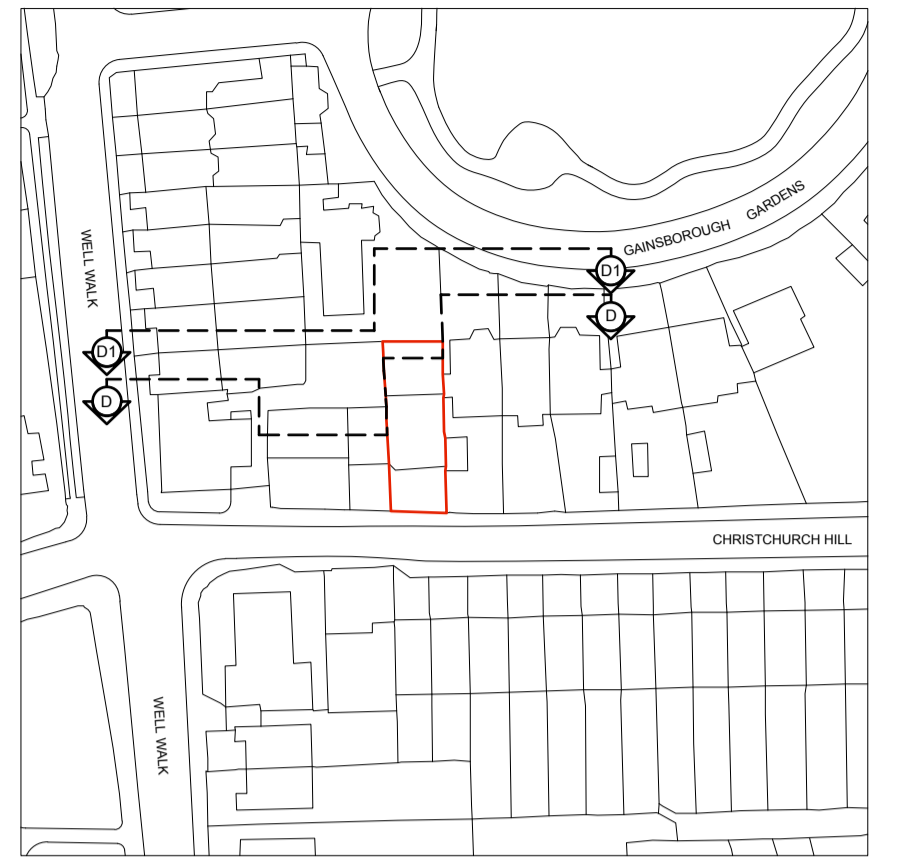 WELL WALK
GAINSBOROUGH GARDENS
D1
D
D1
D
CHRISTCHURCH HILL
WELL WALK